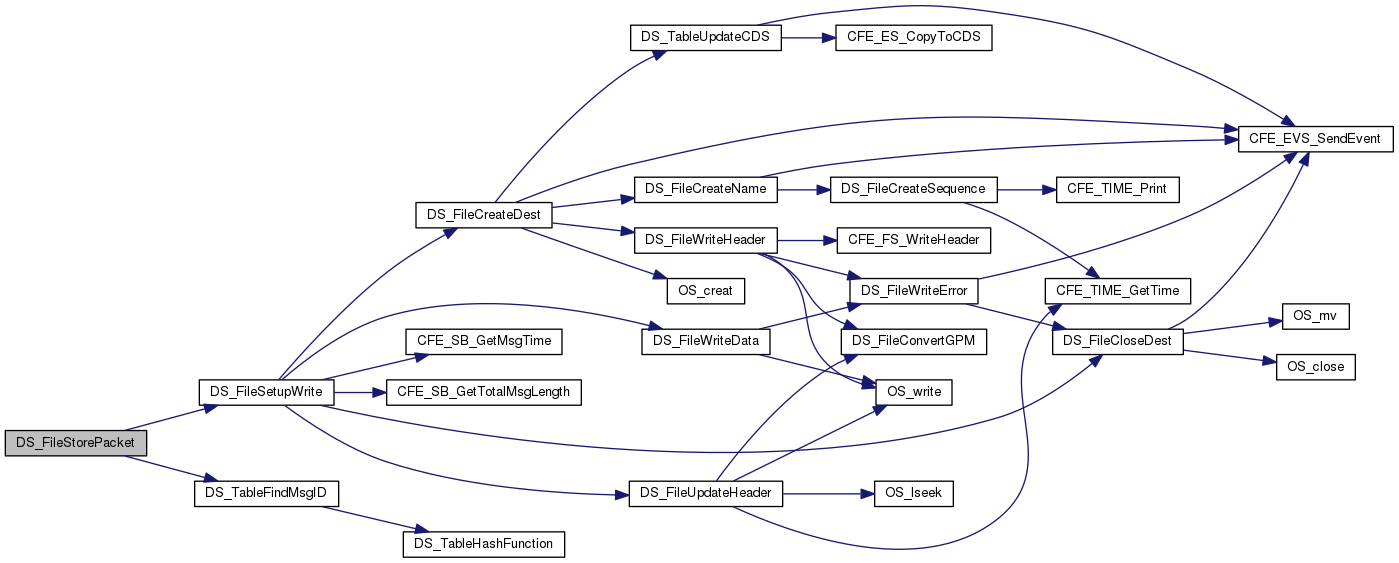 DS_TableUpdateCDS
CFE_ES_CopyToCDS
CFE_EVS_SendEvent
DS_FileCreateName
DS_FileCreateSequence
CFE_TIME_Print
DS_FileCreateDest
DS_FileWriteHeader
CFE_FS_WriteHeader
OS_creat
DS_FileWriteError
CFE_TIME_GetTime
CFE_SB_GetMsgTime
DS_FileWriteData
DS_FileConvertGPM
DS_FileCloseDest
OS_mv
OS_close
DS_FileSetupWrite
CFE_SB_GetTotalMsgLength
OS_write
DS_FileStorePacket
DS_TableFindMsgID
DS_FileUpdateHeader
OS_lseek
DS_TableHashFunction